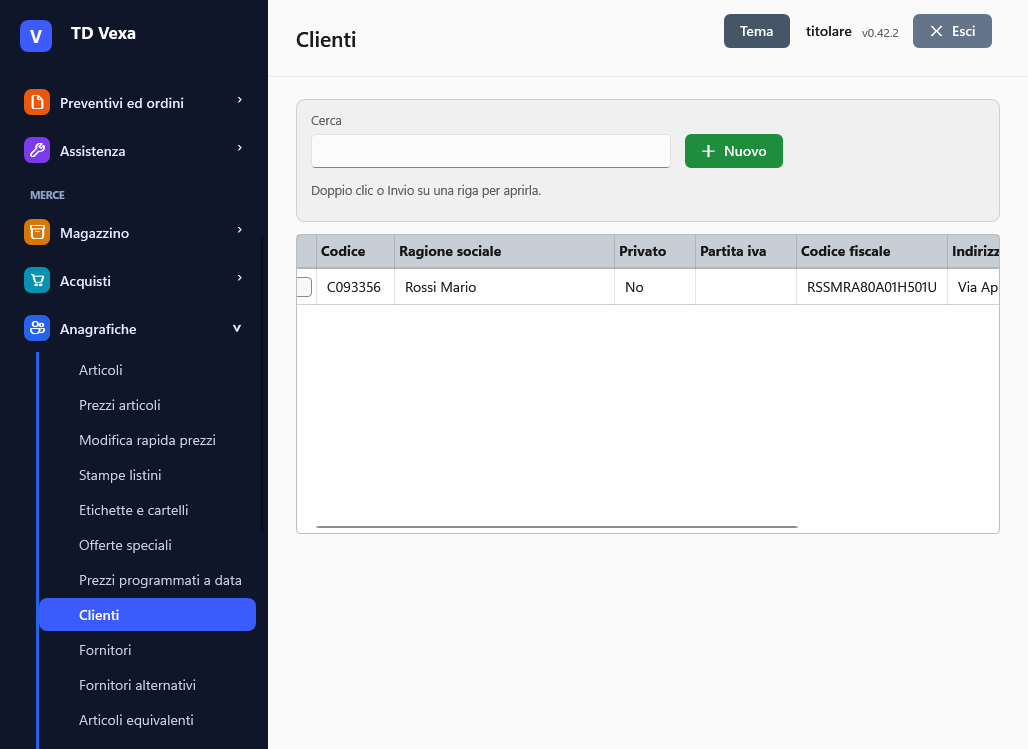 V
TD Vexa
Preventivi ed ordini
Assistenza
MERCE
Magazzino
Acquisti
Anagrafiche
Articoli
Prezzi articoli
Modifica rapida prezzi
Stampe listini
Etichette e cartelli
Offerte speciali
Prezzi programmati a data
Clienti
Fornitori
Fornitori alternativi
Articoli equivalenti
Clienti
Tema titolare v0.42.2 Esci
Cerca
Nuovo
Doppio clic o Invio su una riga per aprirla.
Codice Ragione sociale Privato Partita iva Codice fiscale Indirizz
C093356 Rossi Mario No RSSMRA80A01H501U Via Ap